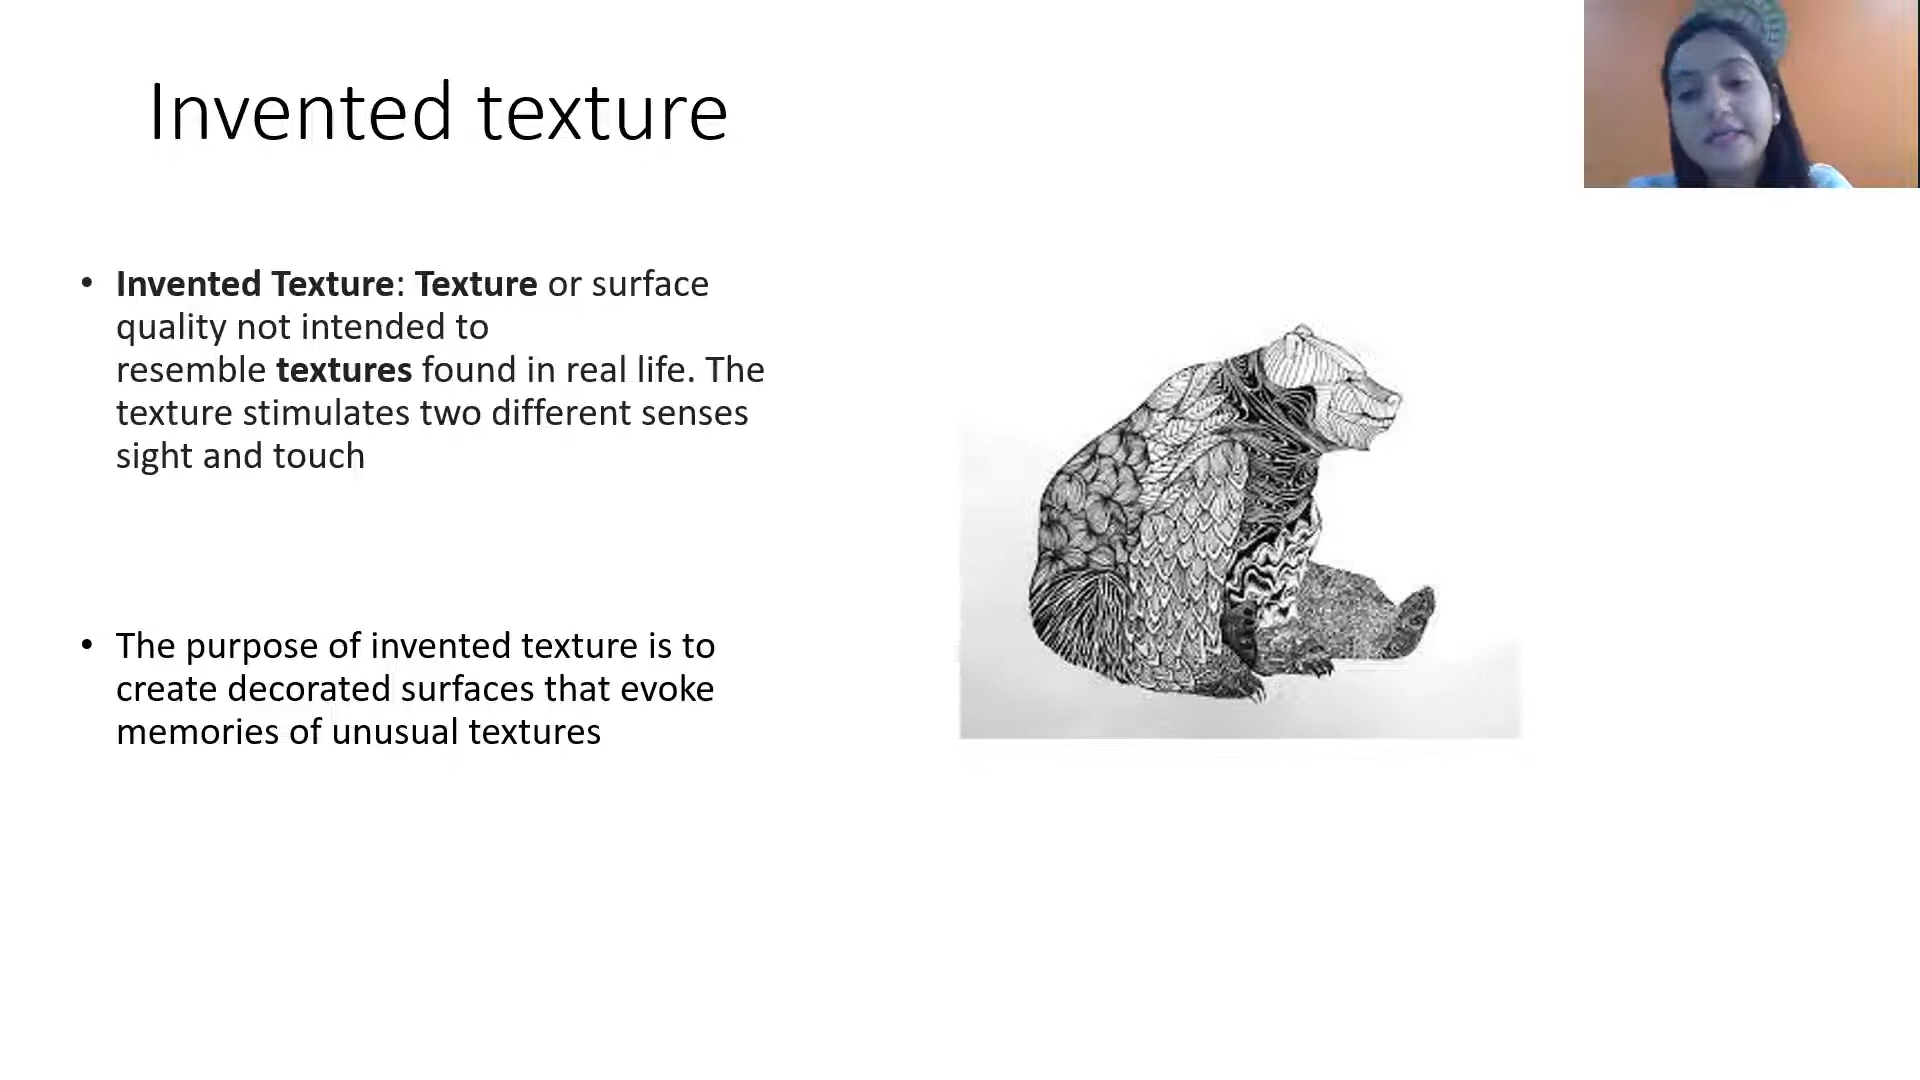 Invented texture
• Invented Texture: Texture or surface
quality not intended to
resemble textures found in real life. The
texture stimulates two different senses
sight and touch
• The purpose of invented texture is to
create decorated surfaces that evoke
memories of unusual textures